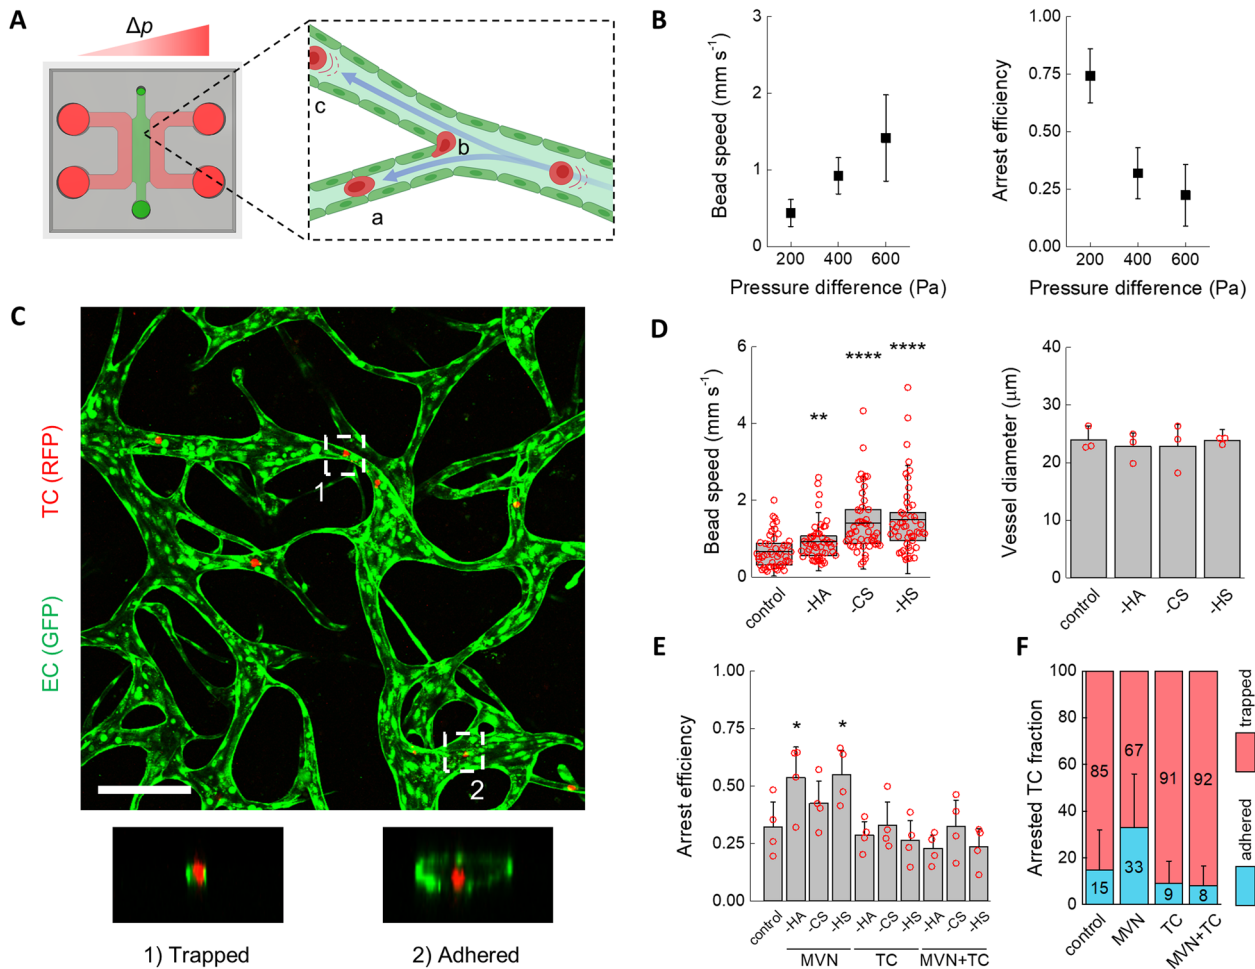 A
Δp
c
b
a
B
Bead speed (mm s⁻¹)
3
2
1
0
200 400 600
Pressure difference (Pa)
Arrest efficiency
1.00
0.75
0.50
0.25
0.00
200 400 600
Pressure difference (Pa)
C
TC (RFP)
EC (GFP)
1
2
1) Trapped
2) Adhered
D
Bead speed (mm s⁻¹)
6
4
2
0
**
****
****
control -HA -CS -HS
Vessel diameter (μm)
40
30
20
10
0
control -HA -CS -HS
E
Arrest efficiency
1.00
0.75
0.50
0.25
0.00
*
*
control -HA -CS -HS -HA -CS -HS -HA -CS -HS
MVN TC MVN+TC
F
Arrested TC fraction
100
80
60
40
20
0
85 67 91 92
15 33 9 8
control MVN TC MVN+TC
trapped
adhered